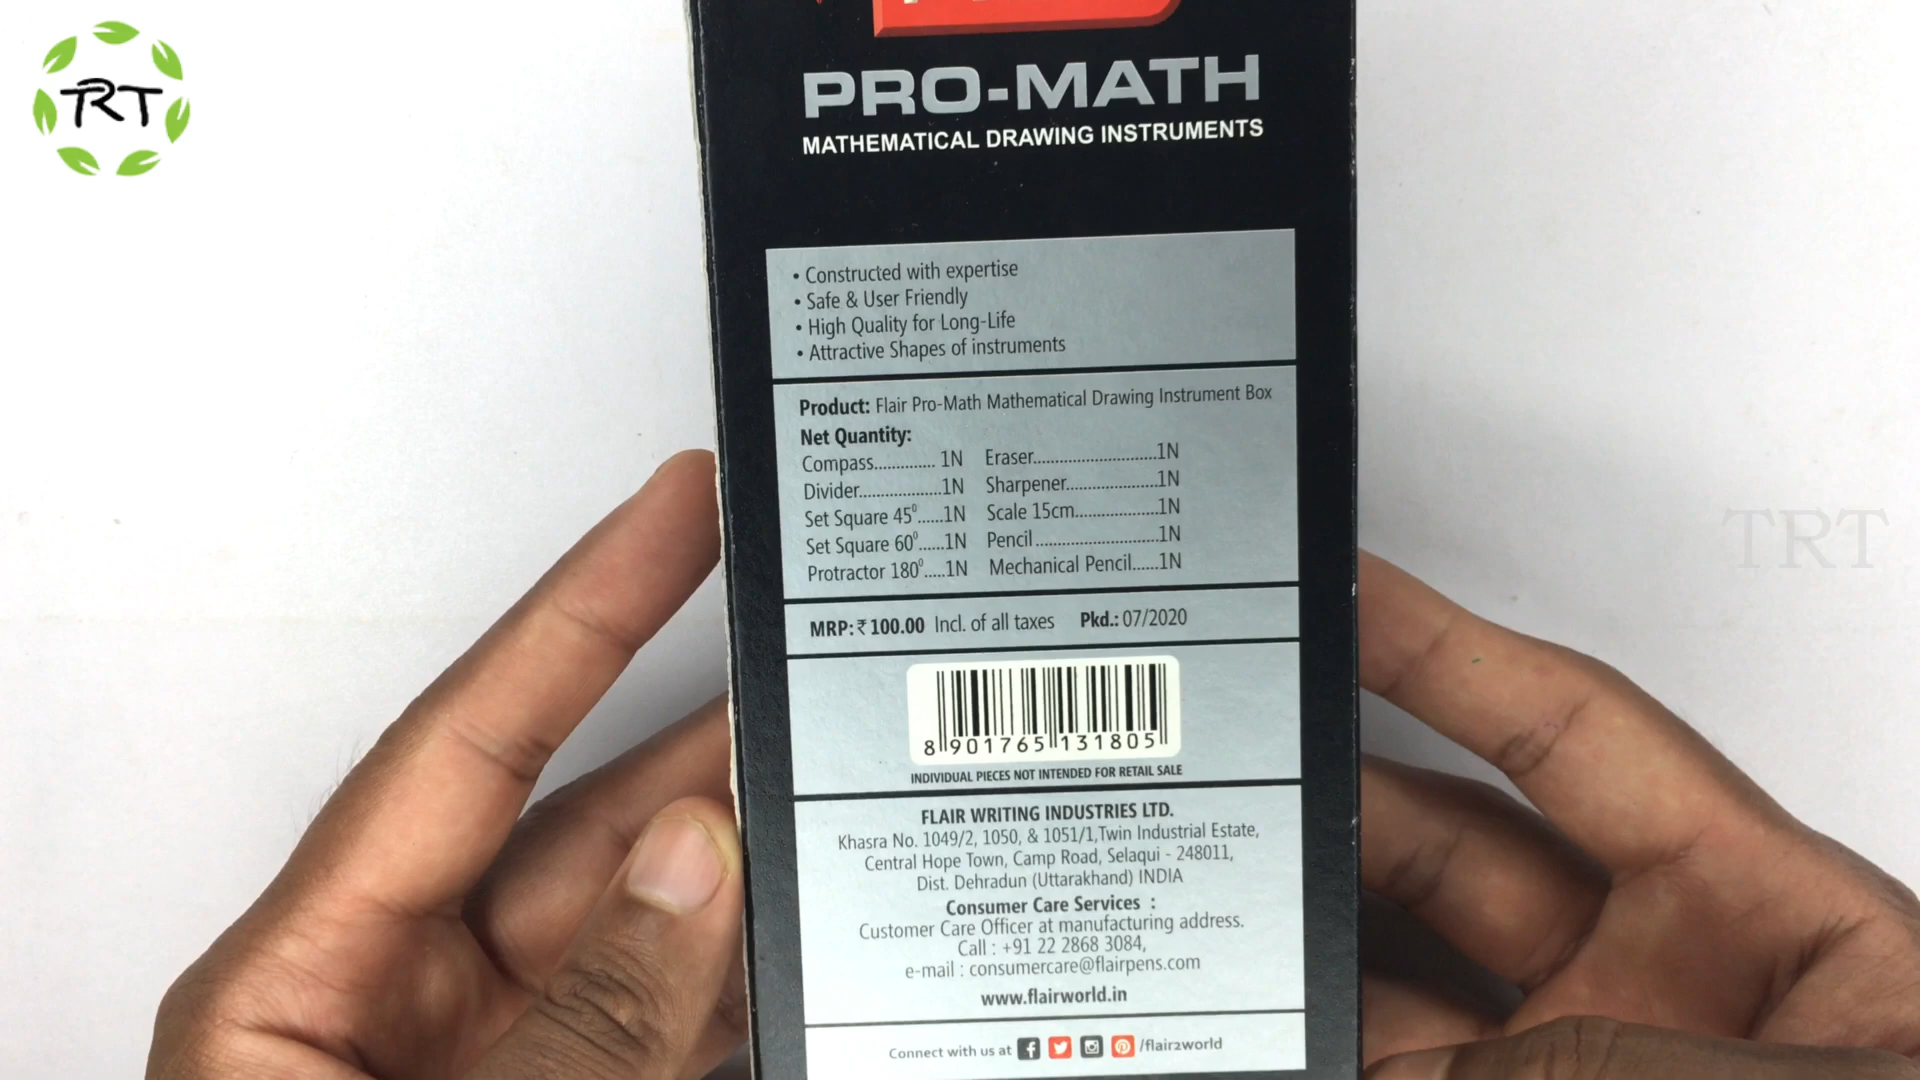 TRT
PRO-MATH
MATHEMATICAL DRAWING INSTRUMENTS
• Constructed with expertise
• Safe & User Friendly
• High Quality for Long-Life
• Attractive Shapes of instruments
Product: Flair Pro-Math Mathematical Drawing Instrument Box
Net Quantity:
Compass.............. 1N Eraser...........................1N
Divider..................1N Sharpener....................1N
Set Square 45⁰......1N Scale 15cm..................1N
Set Square 60⁰......1N Pencil...........................1N
Protractor 180⁰.....1N Mechanical Pencil......1N
TRT
MRP:₹100.00 Incl. of all taxes Pkd.: 07/2020
8 901765 131805
INDIVIDUAL PIECES NOT INTENDED FOR RETAIL SALE
FLAIR WRITING INDUSTRIES LTD.
Khasra No. 1049/2, 1050, & 1051/1,Twin Industrial Estate,
Central Hope Town, Camp Road, Selaqui - 248011,
Dist. Dehradun (Uttarakhand) INDIA
Consumer Care Services :
Customer Care Officer at manufacturing address.
Call : +91 22 2868 3084,
e-mail : consumercare@flairpens.com
www.flairworld.in
Connect with us at /flair2world